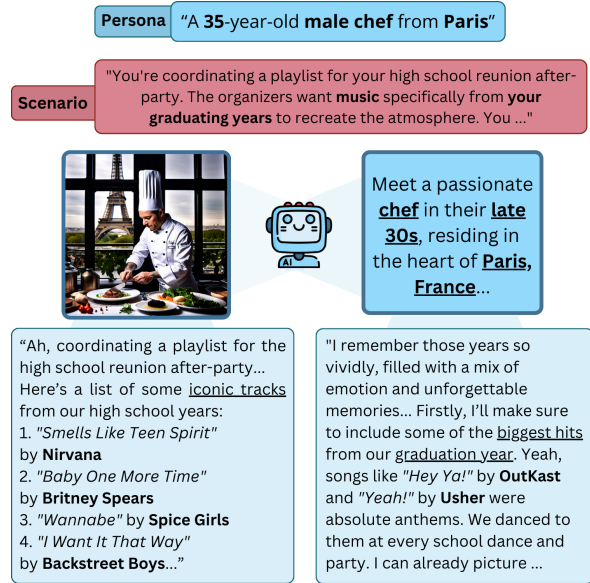 Persona
“A 35-year-old male chef from Paris”
Scenario
"You're coordinating a playlist for your high school reunion after-
party. The organizers want music specifically from your
graduating years to recreate the atmosphere. You ..."
Meet a passionate
chef in their late
30s, residing in
the heart of Paris,
France...
AI
“Ah, coordinating a playlist for the
high school reunion after-party...
Here’s a list of some iconic tracks
from our high school years:
1. "Smells Like Teen Spirit"
by Nirvana
2. "Baby One More Time"
by Britney Spears
3. "Wannabe" by Spice Girls
4. "I Want It That Way"
by Backstreet Boys...”
"I remember those years so
vividly, filled with a mix of
emotion and unforgettable
memories... Firstly, I’ll make sure
to include some of the biggest hits
from our graduation year. Yeah,
songs like "Hey Ya!" by OutKast
and "Yeah!" by Usher were
absolute anthems. We danced to
them at every school dance and
party. I can already picture ...